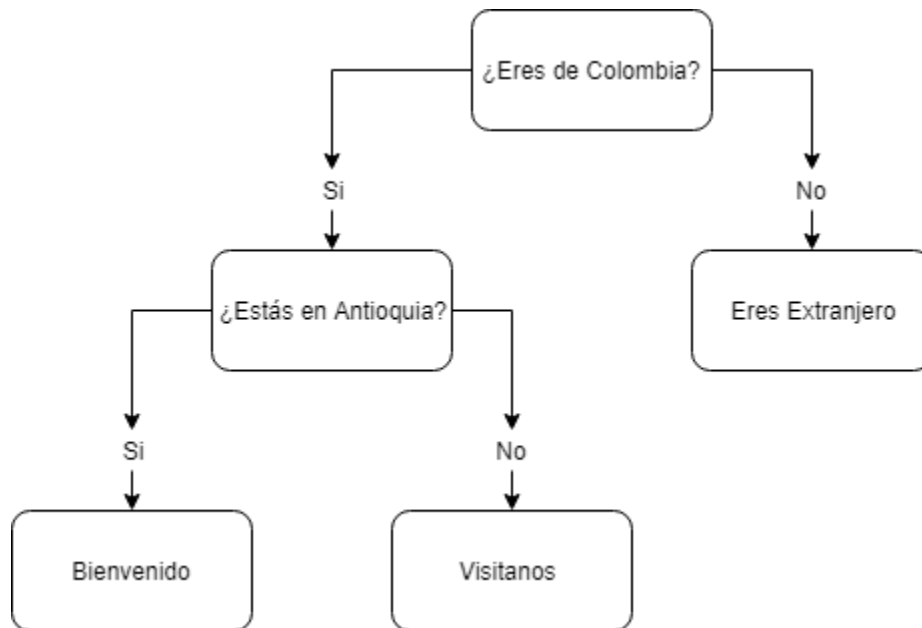 ¿Eres de Colombia?
Si
No
¿Estás en Antioquia?
Eres Extranjero
Si
No
Bienvenido
Visitanos